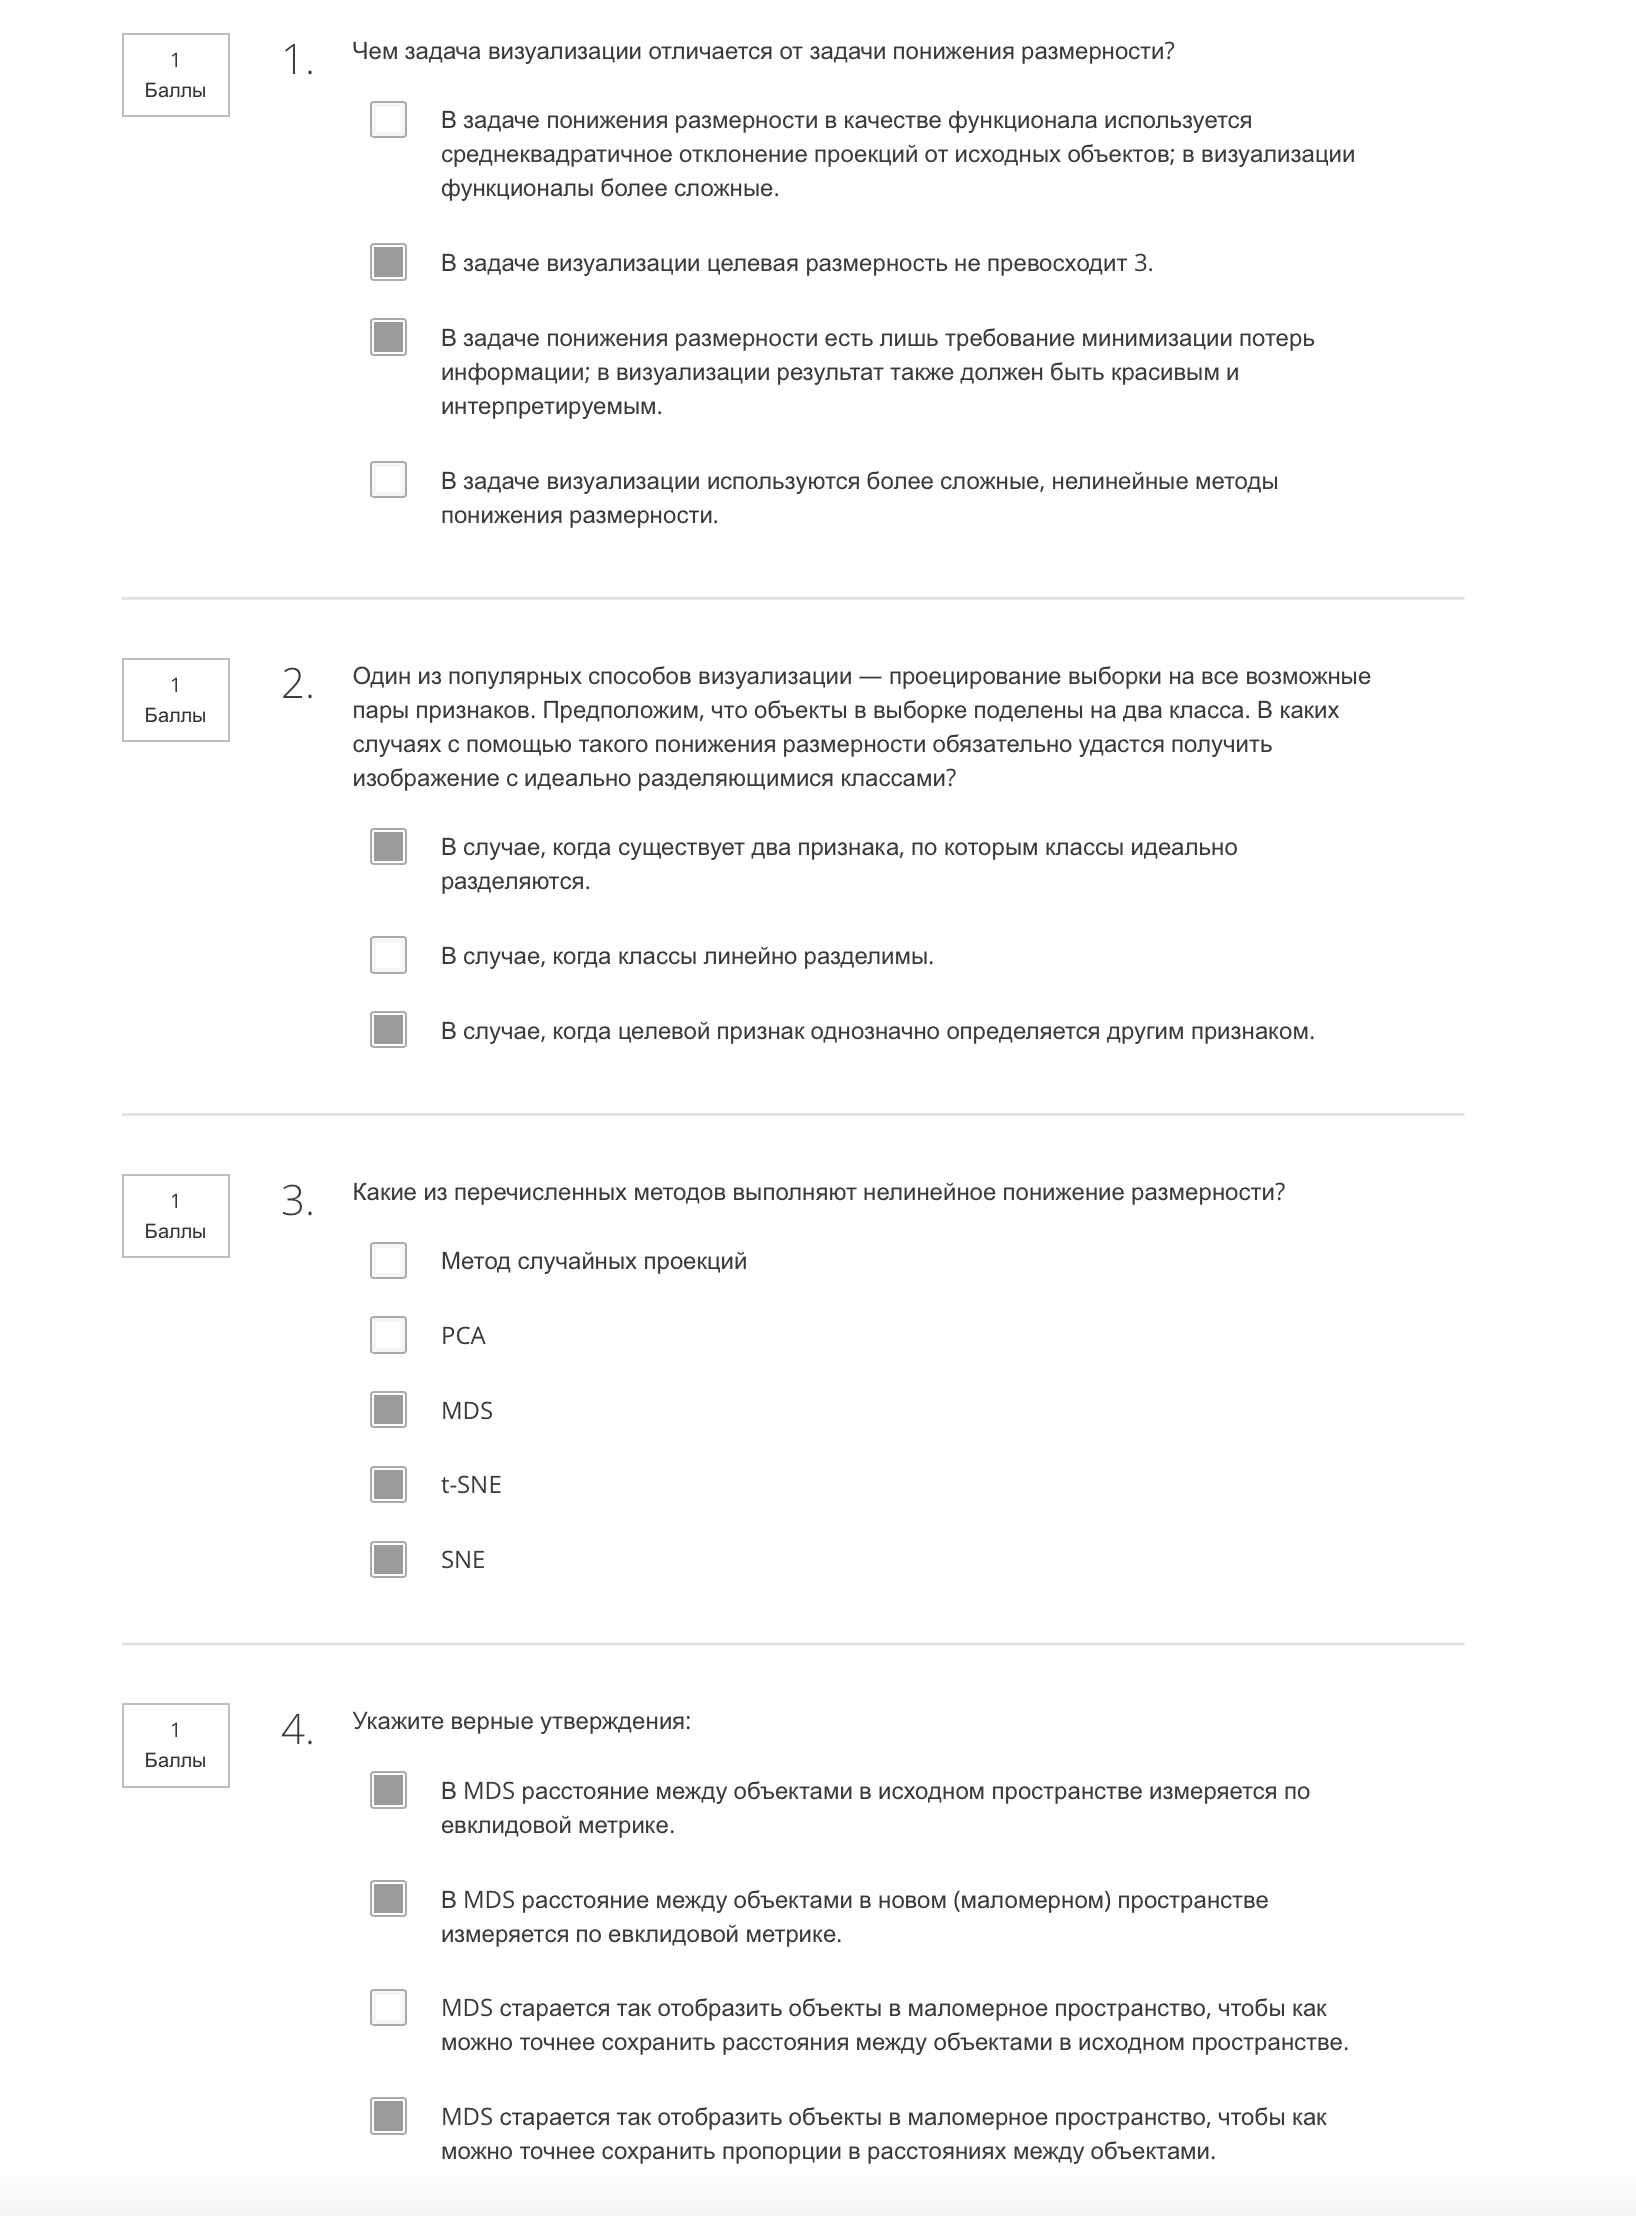 1
Баллы
1.
Чем задача визуализации отличается от задачи понижения размерности?
В задаче понижения размерности в качестве функционала используется
среднеквадратичное отклонение проекций от исходных объектов; в визуализации
функционалы более сложные.
В задаче визуализации целевая размерность не превосходит 3.
В задаче понижения размерности есть лишь требование минимизации потерь
информации; в визуализации результат также должен быть красивым и
интерпретируемым.
В задаче визуализации используются более сложные, нелинейные методы
понижения размерности.
1
Баллы
2.
Один из популярных способов визуализации — проецирование выборки на все возможные
пары признаков. Предположим, что объекты в выборке поделены на два класса. В каких
случаях с помощью такого понижения размерности обязательно удастся получить
изображение с идеально разделяющимися классами?
В случае, когда существует два признака, по которым классы идеально
разделяются.
В случае, когда классы линейно разделимы.
В случае, когда целевой признак однозначно определяется другим признаком.
1
Баллы
3.
Какие из перечисленных методов выполняют нелинейное понижение размерности?
Метод случайных проекций
PCA
MDS
t-SNE
SNE
1
Баллы
4.
Укажите верные утверждения:
В MDS расстояние между объектами в исходном пространстве измеряется по
евклидовой метрике.
В MDS расстояние между объектами в новом (маломерном) пространстве
измеряется по евклидовой метрике.
MDS старается так отобразить объекты в маломерное пространство, чтобы как
можно точнее сохранить расстояния между объектами в исходном пространстве.
MDS старается так отобразить объекты в маломерное пространство, чтобы как
можно точнее сохранить пропорции в расстояниях между объектами.